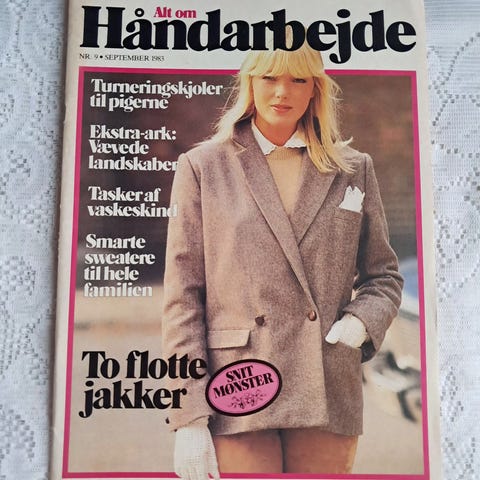 Alt om
Håndarbejde
NR. 9 • SEPTEMBER 1983
Turneringskjoler
til pigerne
Ekstra-ark:
Vævede
landskaber
Tasker af
vaskeskind
Smarte
sweatere
til hele
familien
To flotte
jakker
SNIT
MØNSTER